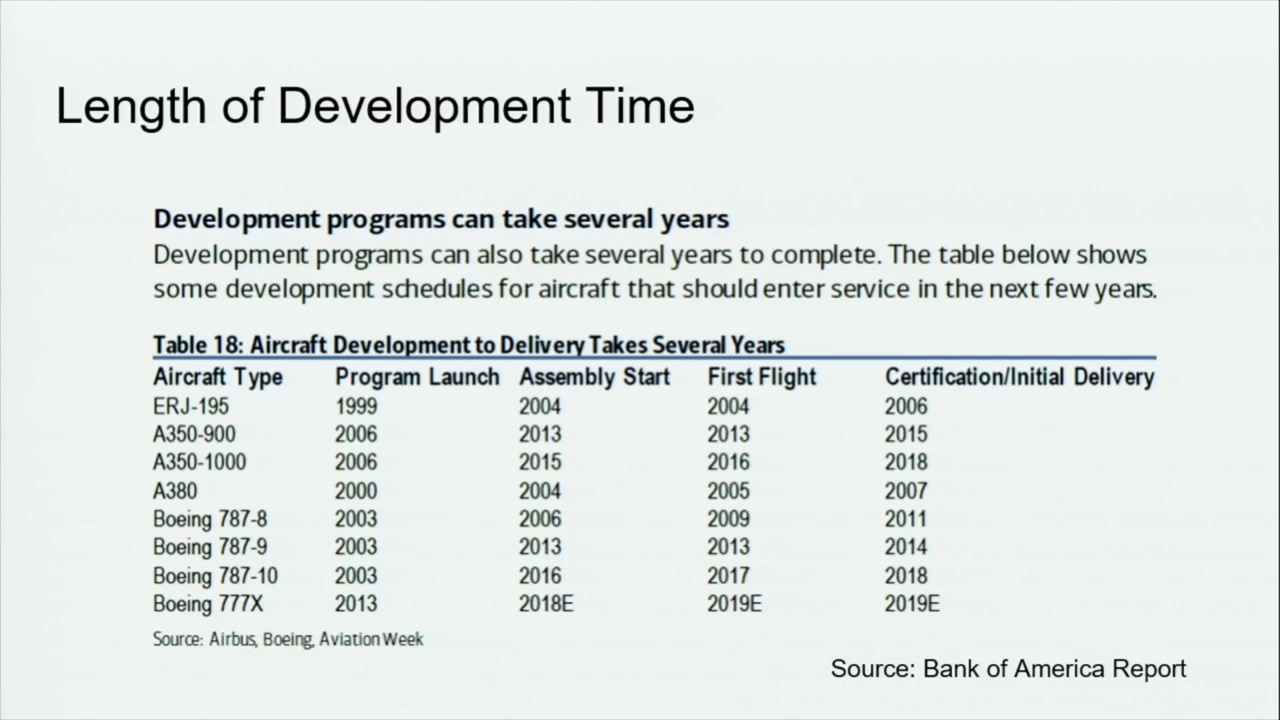 Length of Development Time
Development programs can take several years
Development programs can also take several years to complete. The table below shows
some development schedules for aircraft that should enter service in the next few years.
Table 18: Aircraft Development to Delivery Takes Several Years
Aircraft Type Program Launch Assembly Start First Flight Certification/Initial Delivery
ERJ-195 1999 2004 2004 2006
A350-900 2006 2013 2013 2015
A350-1000 2006 2015 2016 2018
A380 2000 2004 2005 2007
Boeing 787-8 2003 2006 2009 2011
Boeing 787-9 2003 2013 2013 2014
Boeing 787-10 2003 2016 2017 2018
Boeing 777X 2013 2018E 2019E 2019E
Source: Airbus, Boeing, Aviation Week
Source: Bank of America Report